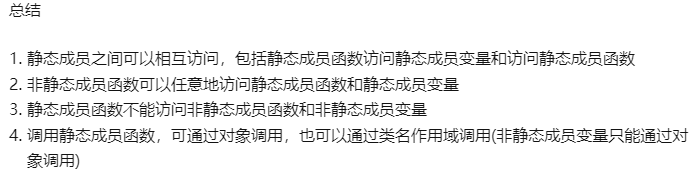 总结
1. 静态成员之间可以相互访问，包括静态成员函数访问静态成员变量和访问静态成员函数
2. 非静态成员函数可以任意地访问静态成员函数和静态成员变量
3. 静态成员函数不能访问非静态成员函数和非静态成员变量
4. 调用静态成员函数，可通过对象调用，也可以通过类名作用域调用(非静态成员变量只能通过对
象调用)